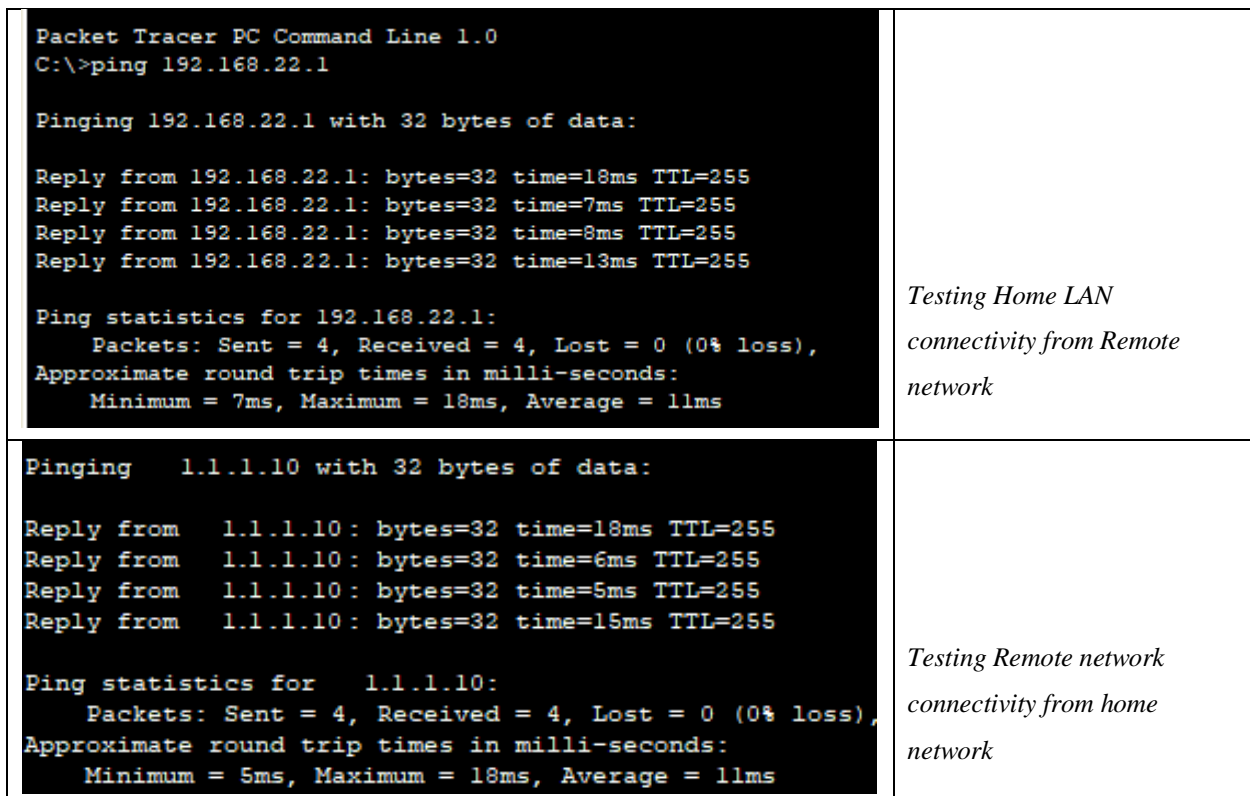 Packet Tracer PC Command Line 1.0
C:\>ping 192.168.22.1
Pinging 192.168.22.1 with 32 bytes of data:
Reply from 192.168.22.1: bytes=32 time=18ms TTL=255
Reply from 192.168.22.1: bytes=32 time=7ms TTL=255
Reply from 192.168.22.1: bytes=32 time=8ms TTL=255
Reply from 192.168.22.1: bytes=32 time=13ms TTL=255
Ping statistics for 192.168.22.1:
Packets: Sent = 4, Received = 4, Lost = 0 (0% loss),
Approximate round trip times in milli-seconds:
Minimum = 7ms, Maximum = 18ms, Average = 11ms
Testing Home LAN
connectivity from Remote
network
Pinging 1.1.1.10 with 32 bytes of data:
Reply from 1.1.1.10: bytes=32 time=18ms TTL=255
Reply from 1.1.1.10: bytes=32 time=6ms TTL=255
Reply from 1.1.1.10: bytes=32 time=5ms TTL=255
Reply from 1.1.1.10: bytes=32 time=15ms TTL=255
Ping statistics for 1.1.1.10:
Packets: Sent = 4, Received = 4, Lost = 0 (0% loss),
Approximate round trip times in milli-seconds:
Minimum = 5ms, Maximum = 18ms, Average = 11ms
Testing Remote network
connectivity from home
network